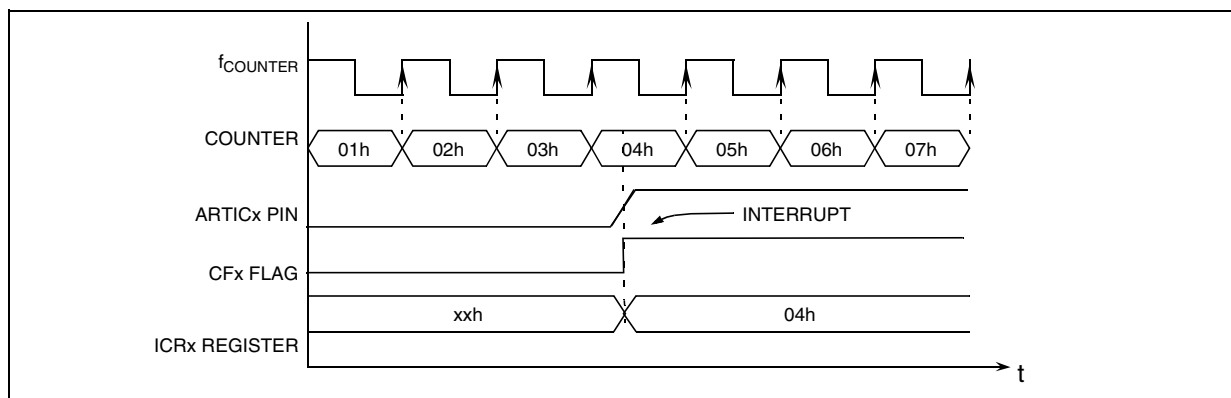 fCOUNTER
COUNTER
01h 02h 03h 04h 05h 06h 07h
ARTICx PIN
INTERRUPT
CFx FLAG
xxh 04h
ICRx REGISTER
t